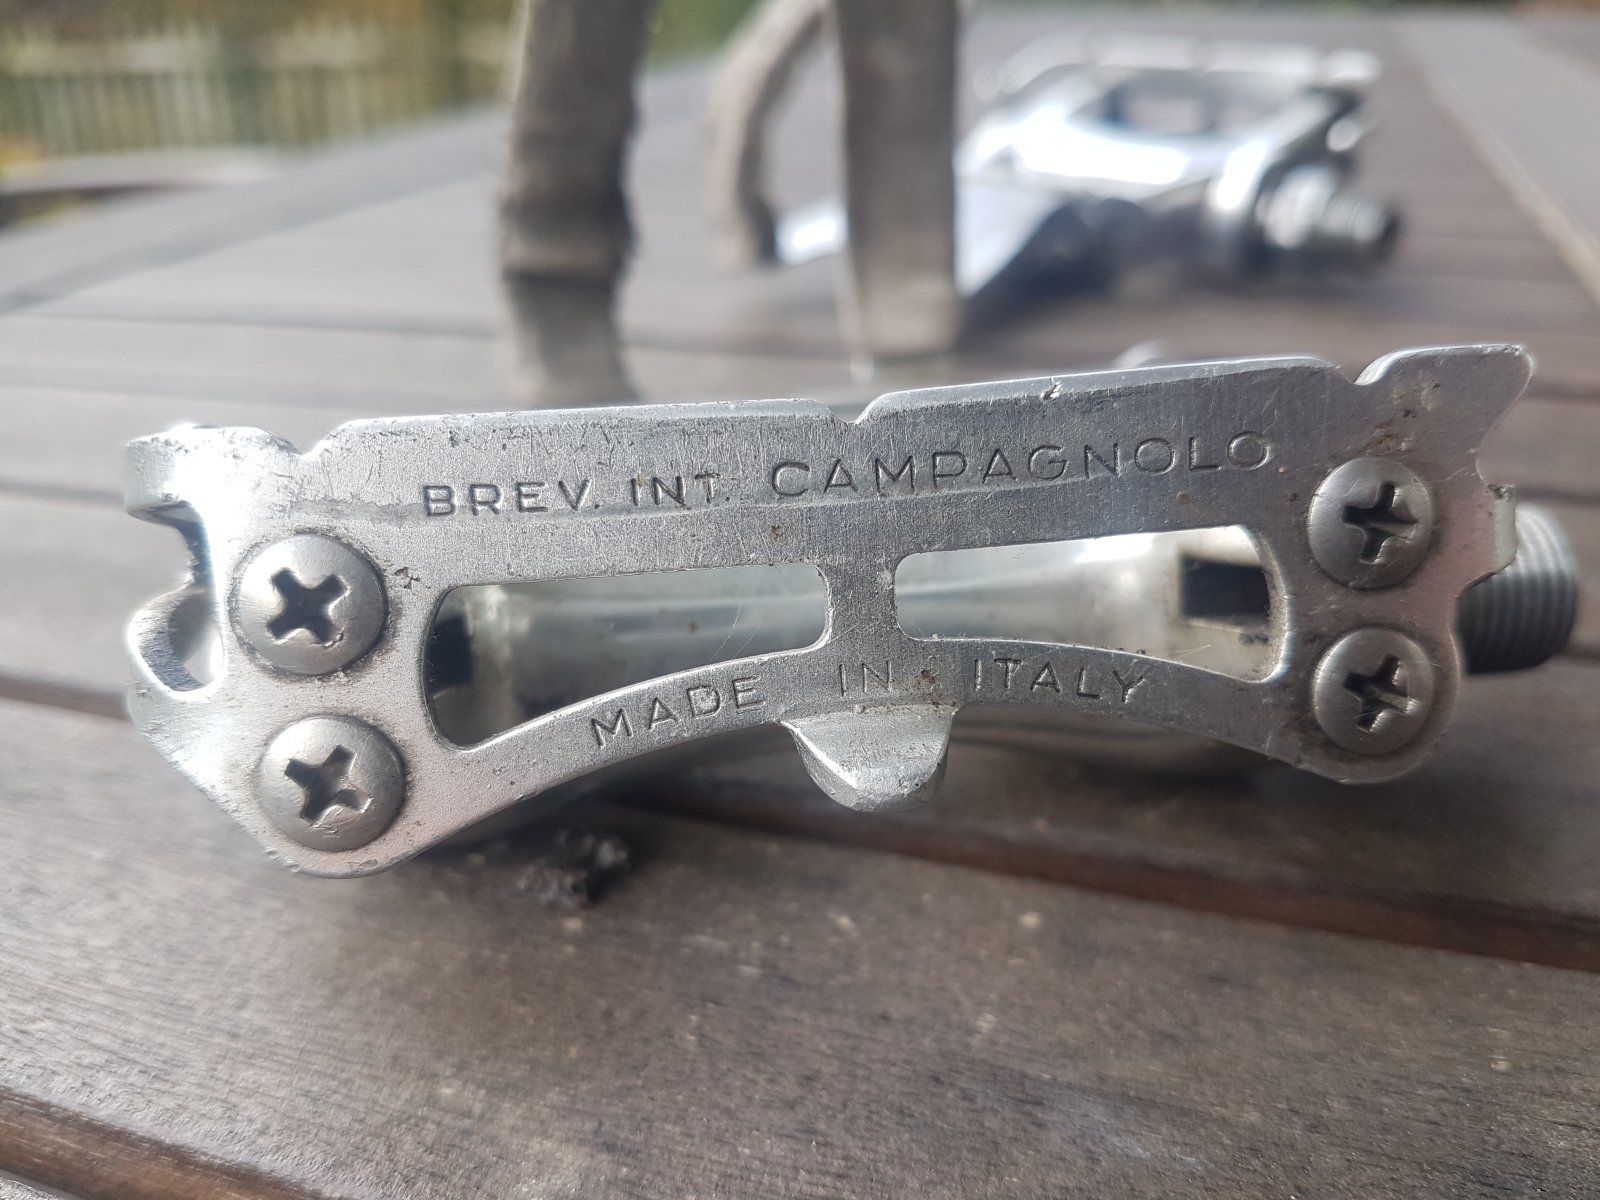 BREV. INT. CAMPAGNOLO
MADE IN ITALY